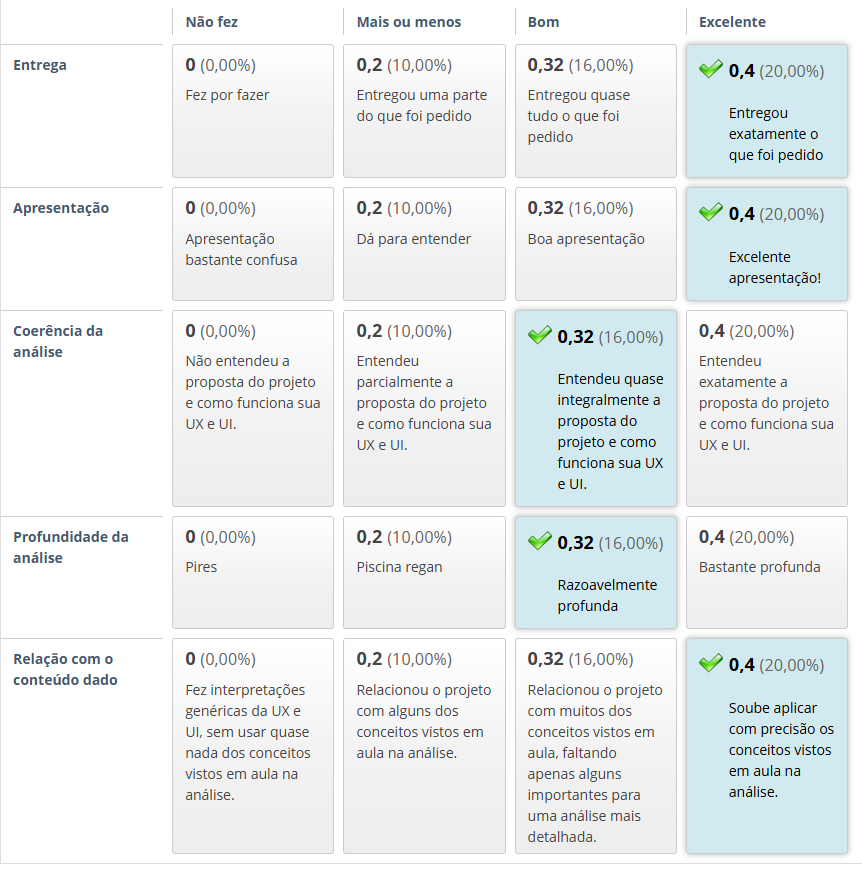 Não fez
Mais ou menos
Bom
Excelente
Entrega
0 (0,00%)
Fez por fazer
0,2 (10,00%)
Entregou uma parte
do que foi pedido
0,32 (16,00%)
Entregou quase
tudo o que foi
pedido
0,4 (20,00%)
Entregou
exatamente o
que foi pedido
Apresentação
0 (0,00%)
Apresentação
bastante confusa
0,2 (10,00%)
Dá para entender
0,32 (16,00%)
Boa apresentação
0,4 (20,00%)
Excelente
apresentação!
Coerência da
análise
0 (0,00%)
Não entendeu a
proposta do projeto
e como funciona sua
UX e UI.
0,2 (10,00%)
Entendeu
parcialmente a
proposta do projeto
e como funciona sua
UX e UI.
0,32 (16,00%)
Entendeu quase
integralmente a
proposta do
projeto e como
funciona sua UX
e UI.
0,4 (20,00%)
Entendeu
exatamente a
proposta do projeto
e como funciona sua
UX e UI.
Profundidade da
análise
0 (0,00%)
Pires
0,2 (10,00%)
Piscina regan
0,32 (16,00%)
Razoavelmente
profunda
0,4 (20,00%)
Bastante profunda
Relação com o
conteúdo dado
0 (0,00%)
Fez interpretações
genéricas da UX e
UI, sem usar quase
nada dos conceitos
vistos em aula na
análise.
0,2 (10,00%)
Relacionou o projeto
com alguns dos
conceitos vistos em
aula na análise.
0,32 (16,00%)
Relacionou o projeto
com muitos dos
conceitos vistos em
aula, faltando
apenas alguns
importantes para
uma análise mais
detalhada.
0,4 (20,00%)
Soube aplicar
com precisão os
conceitos vistos
em aula na
análise.